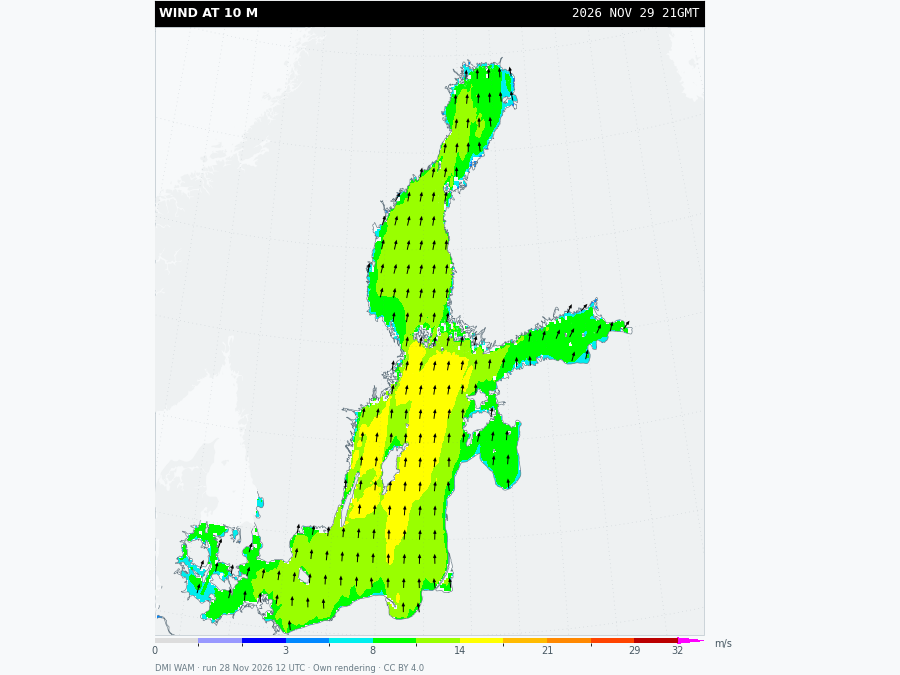 WIND AT 10 M
2026 NOV 29 21GMT
0 3 8 14 21 29 32 m/s
DMI WAM · run 28 Nov 2026 12 UTC · Own rendering · CC BY 4.0